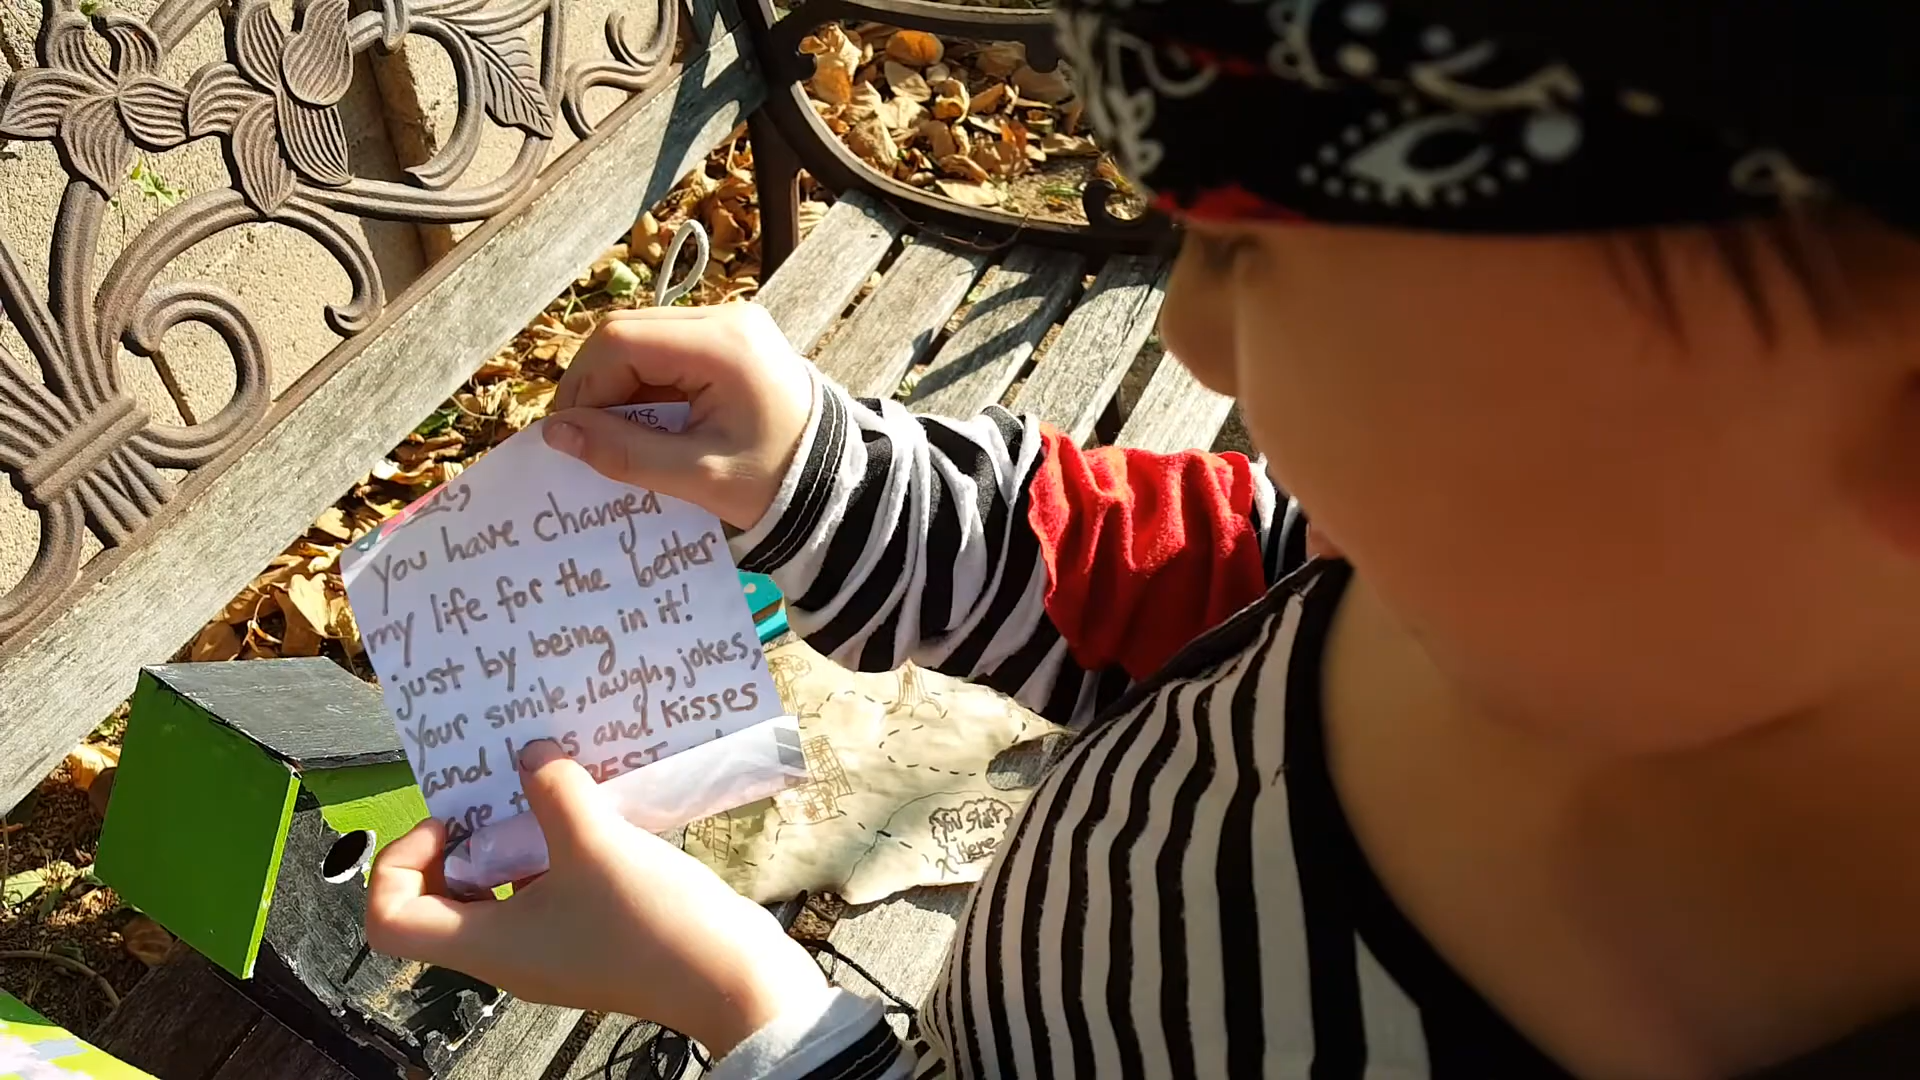 You have changed
my life for the better
just by being in it!
Your smile, laugh, jokes,
and and kisses
are
You Start
Here
X